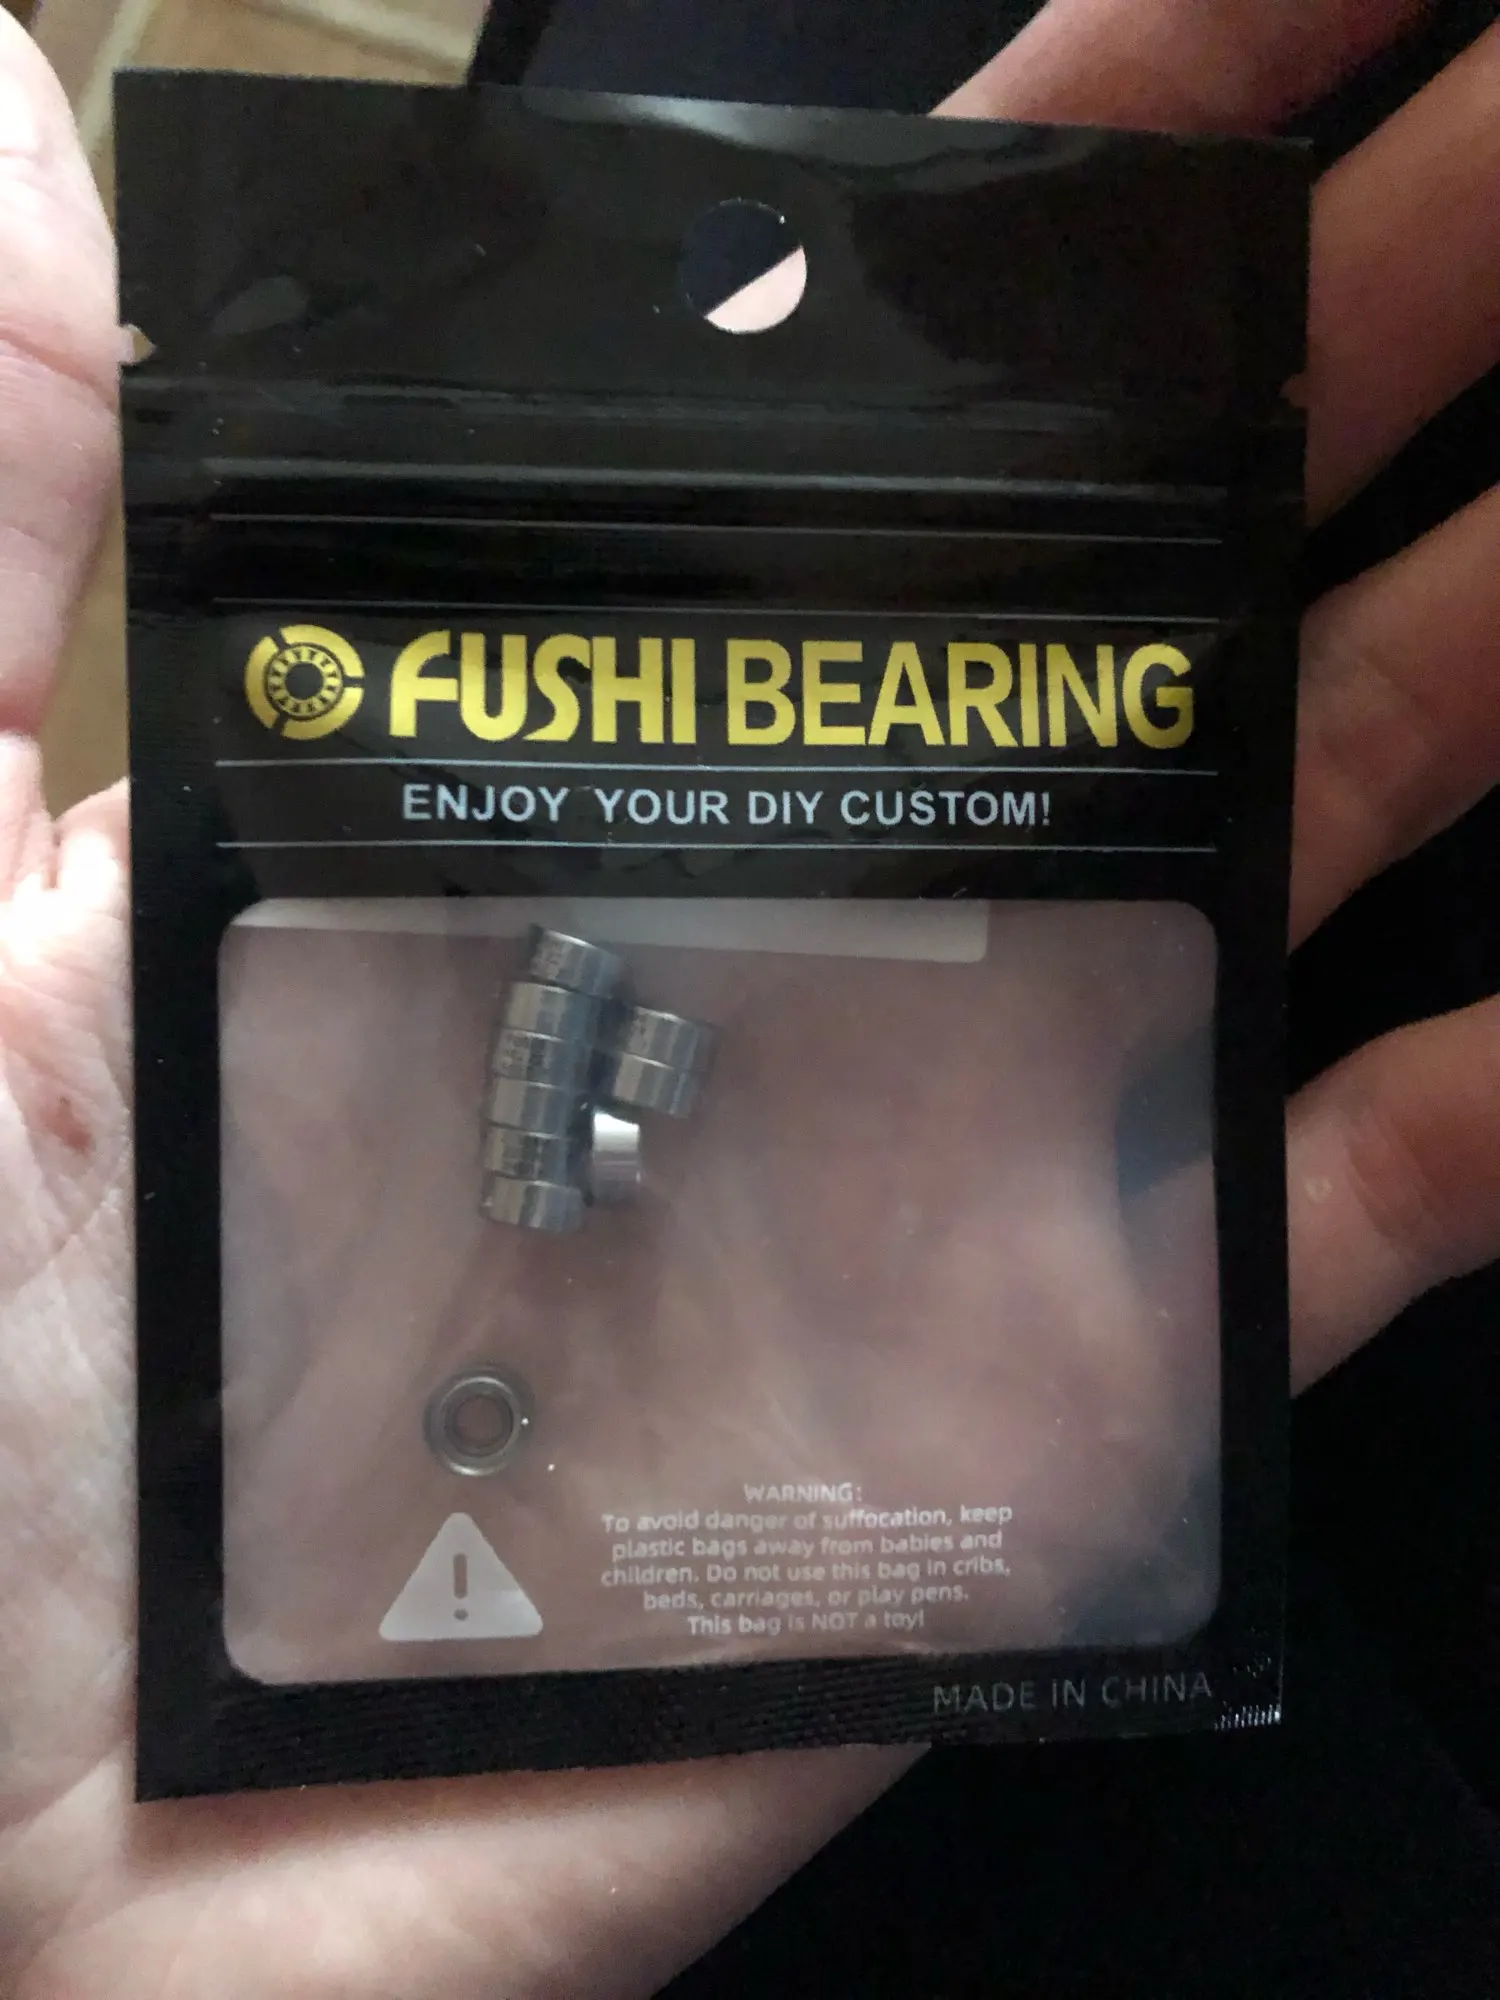 FUSHI BEARING
ENJOY YOUR DIY CUSTOM!
WARNING:
To avoid danger of suffocation, keep
plastic bags away from babies and
children. Do not use this bag in cribs,
beds, carriages, or play pens.
This bag is NOT a toy!
MADE IN CHINA